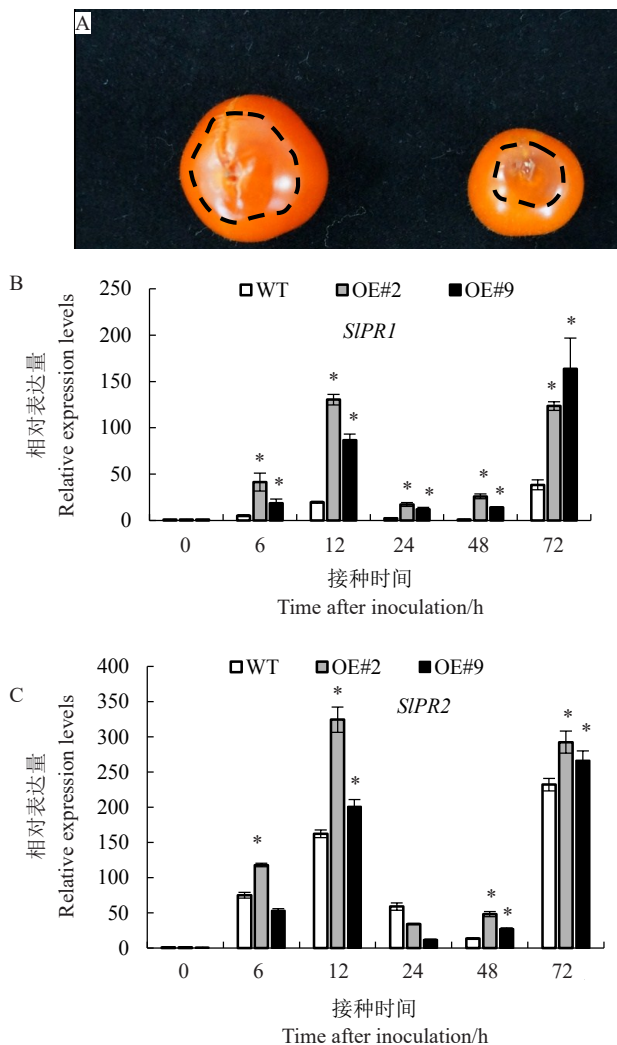 A
B
250
200
150
100
50
0
WT OE#2 OE#9
SlPR1
* * * * * * * * * *
相对表达量
Relative expression levels
0 6 12 24 48 72
接种时间
Time after inoculation/h
C
400
350
300
250
200
150
100
50
0
WT OE#2 OE#9
SlPR2
* * * * * * *
相对表达量
Relative expression levels
0 6 12 24 48 72
接种时间
Time after inoculation/h